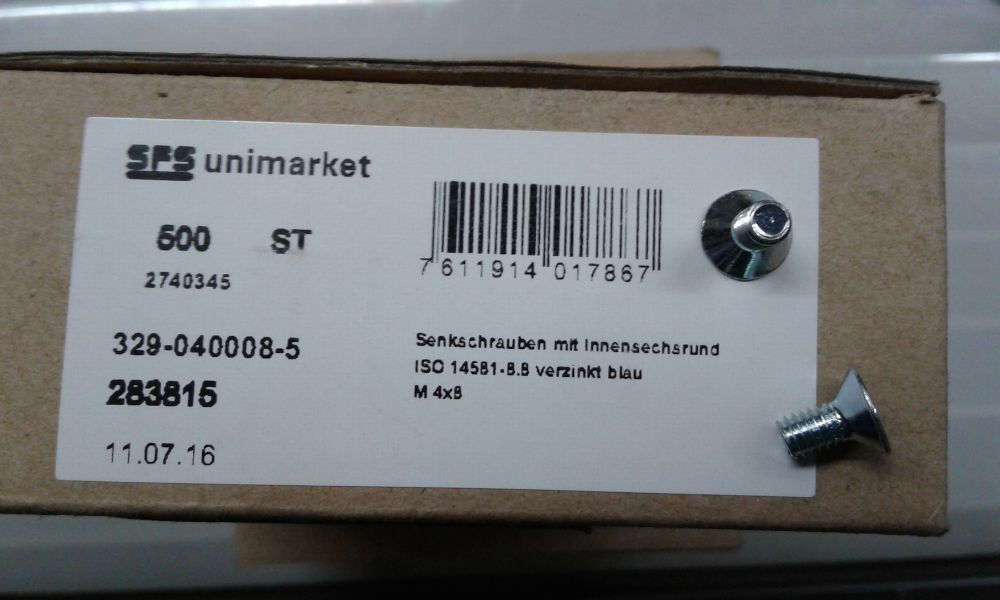 SFS unimarket
500 ST
2740345
7 611914 017867
329-040008-5
283815
11.07.16
Senkschrauben mit Innensechsrund
ISO 14581-8.8 verzinkt blau
M 4x8